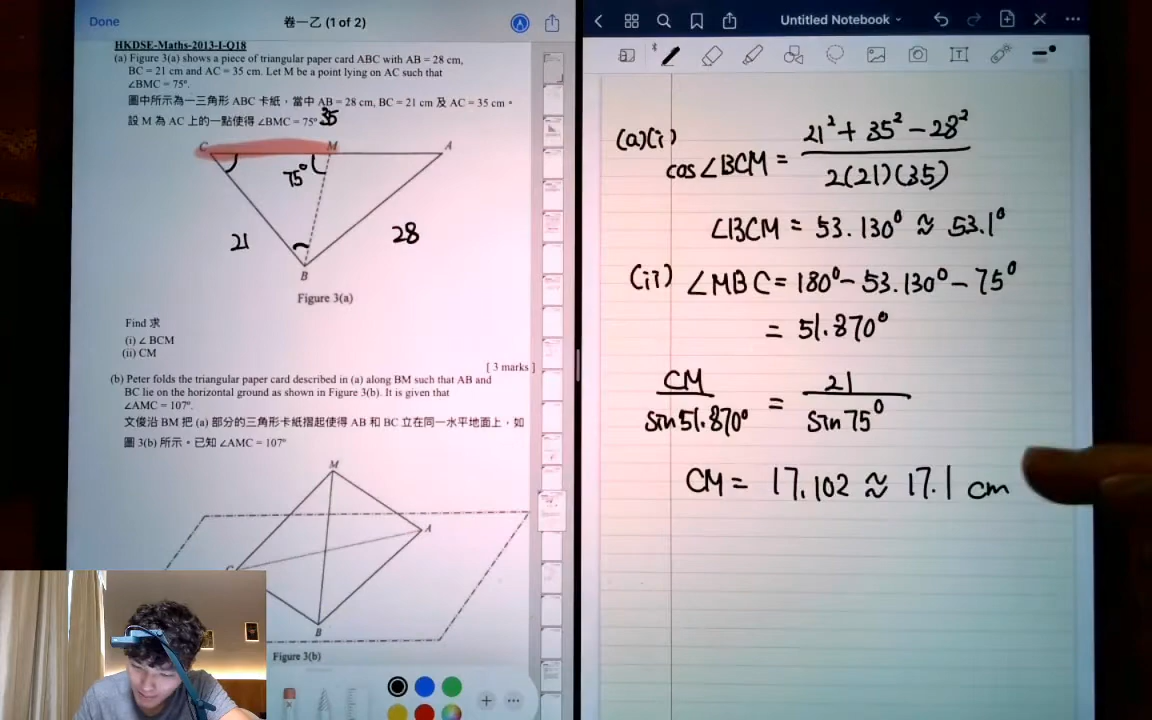 Done
卷一乙 (1 of 2)
HKDSE-Maths-2013-I-Q18
(a) Figure 3(a) shows a piece of triangular paper card ABC with AB = 28 cm,
BC = 21 cm and AC = 35 cm. Let M be a point lying on AC such that
∠BMC = 75°.
圖中所示為一三角形 ABC 卡紙,當中 AB = 28 cm, BC = 21 cm 及 AC = 35 cm。
設 M 為 AC 上的一點使得 ∠BMC = 75°
35
C
M
A
75°
21
28
B
Figure 3(a)
Find 求
(i) ∠ BCM
(ii) CM
[ 3 marks ]
(b) Peter folds the triangular paper card described in (a) along BM such that AB and
BC lie on the horizontal ground as shown in Figure 3(b). It is given that
∠AMC = 107°
文俊沿 BM 把 (a) 部分的三角形卡紙摺起使得 AB 和 BC 立在同一水平地面上,如
圖 3(b) 所示。已知 ∠AMC = 107°
M
A
B
Figure 3(b)
Untitled Notebook
(a)(i) cos∠BCM = (21² + 35² − 28²) / 2(21)(35)
∠BCM = 53.130° ≈ 53.1°
(ii) ∠MBC = 180° − 53.130° − 75°
= 51.870°
CM / sin 51.870° = 21 / sin 75°
CM = 17.102 ≈ 17.1 cm